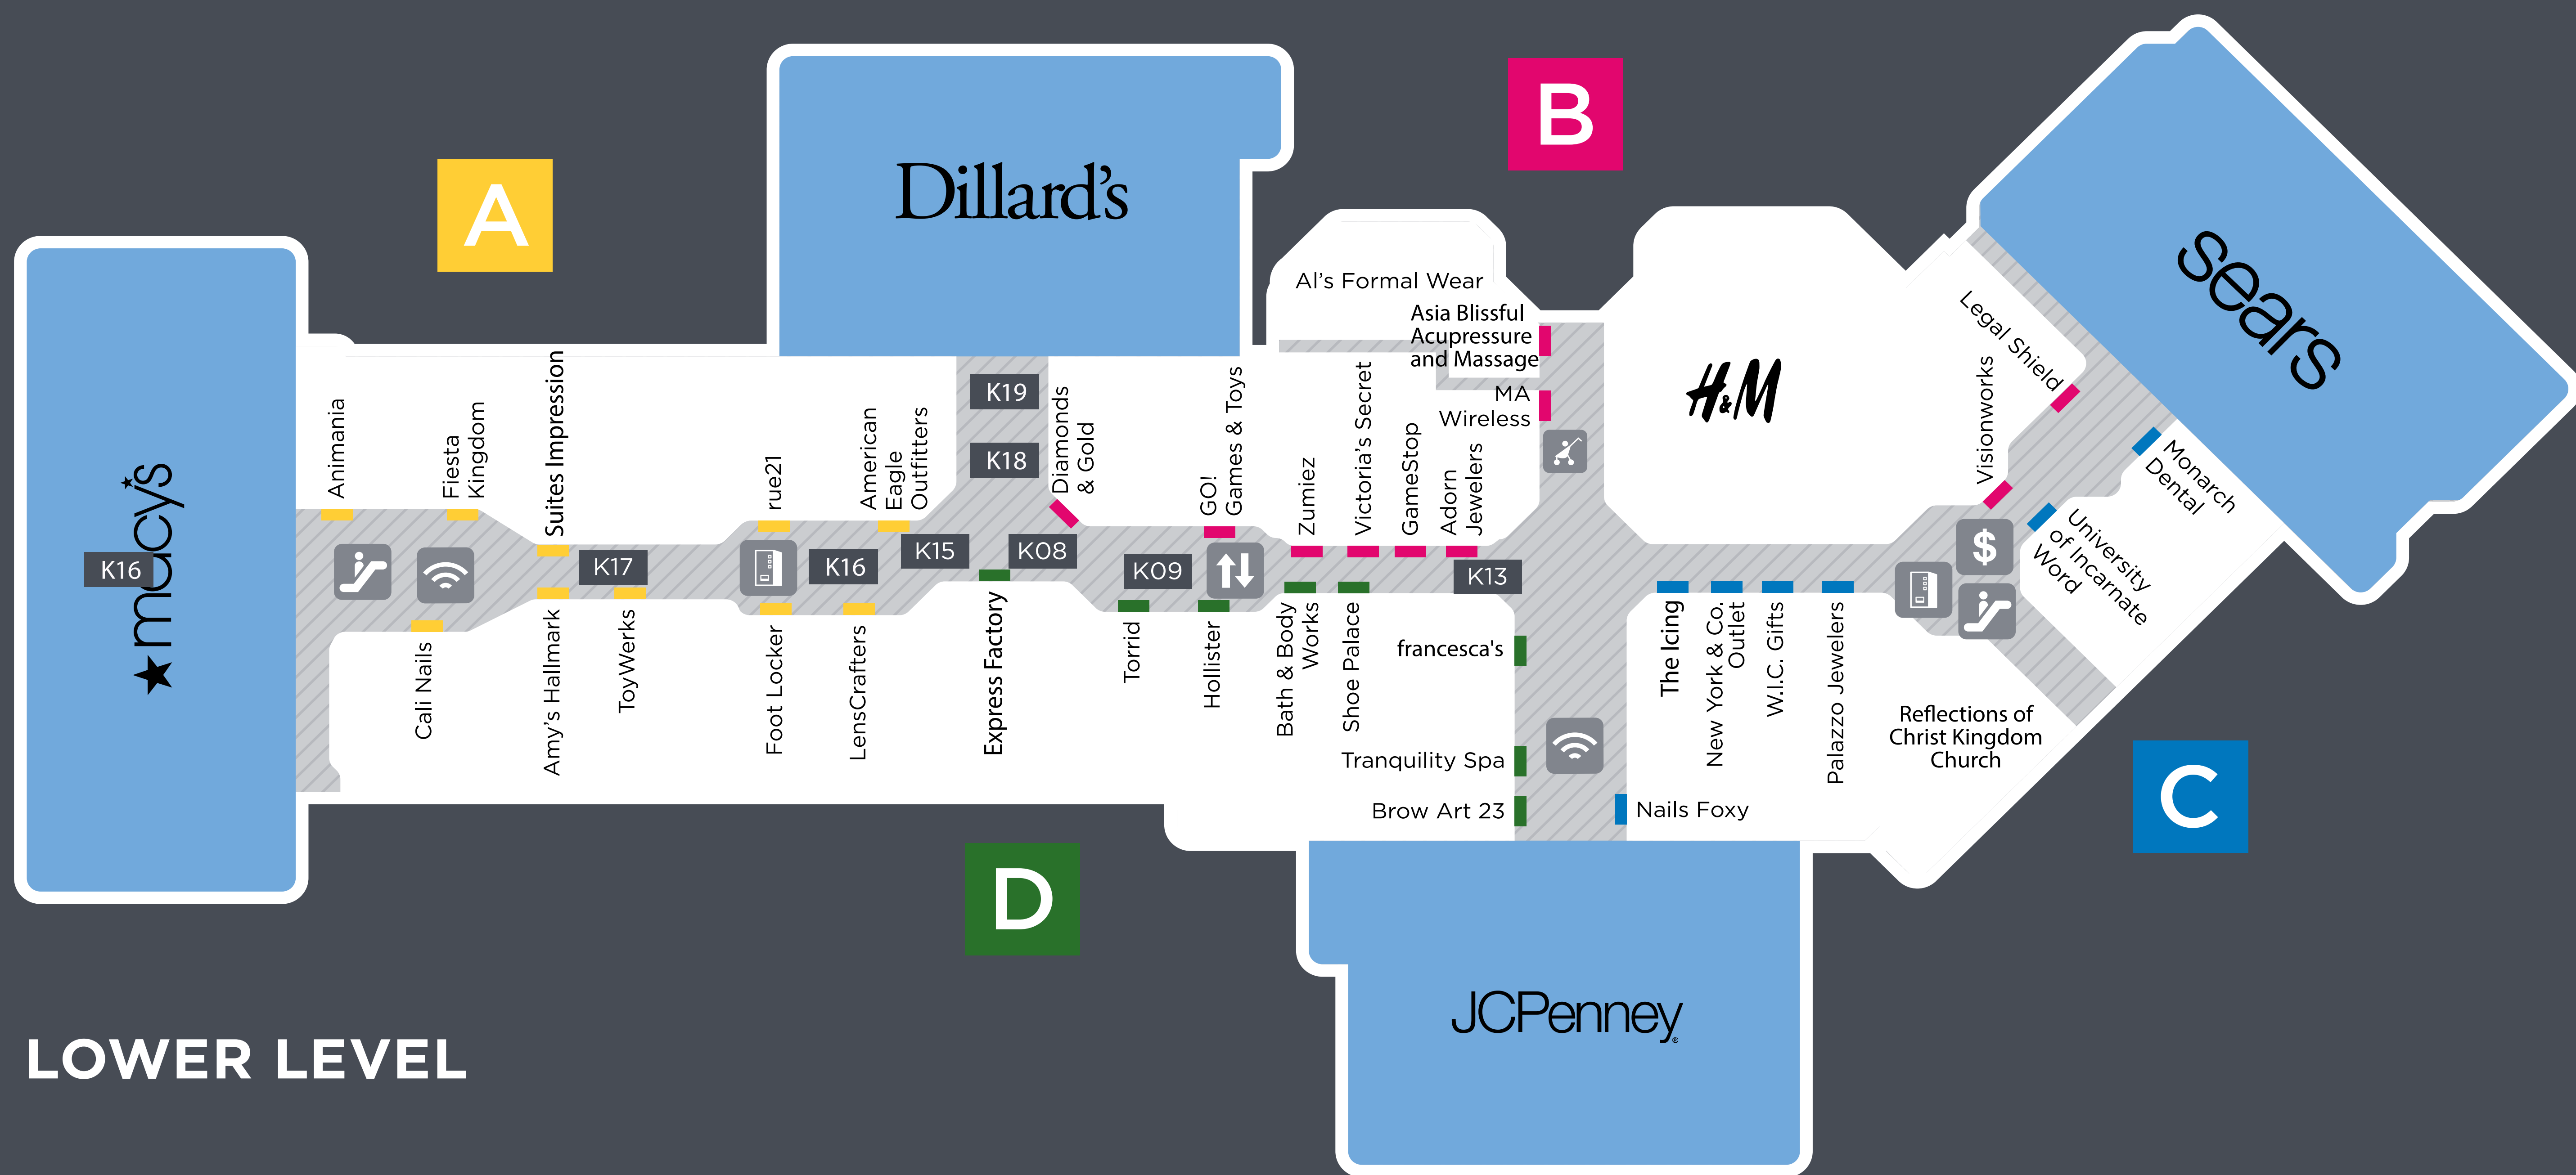 A
B
Dillard's
sears
Al's Formal Wear
Asia Blissful
Acupressure
and Massage
MA
Wireless
H&M
Legal Shield
Visionworks
Monarch
Dental
University
of Incarnate
Word
macy's
K16
Animania
Fiesta
Kingdom
Suites Impression
rue21
American
Eagle
Outfitters
K19
K18
Diamonds
& Gold
GO!
Games & Toys
Zumiez
Victoria's Secret
GameStop
Adorn
Jewelers
K17
K16
K15
K08
K09
K13
$
Cali Nails
Amy's Hallmark
ToyWerks
Foot Locker
LensCrafters
Express Factory
Torrid
Hollister
Bath & Body
Works
Shoe Palace
francesca's
Tranquility Spa
Brow Art 23
The Icing
New York & Co.
Outlet
W.I.C. Gifts
Palazzo Jewelers
Nails Foxy
Reflections of
Christ Kingdom
Church
C
D
JCPenney
LOWER LEVEL